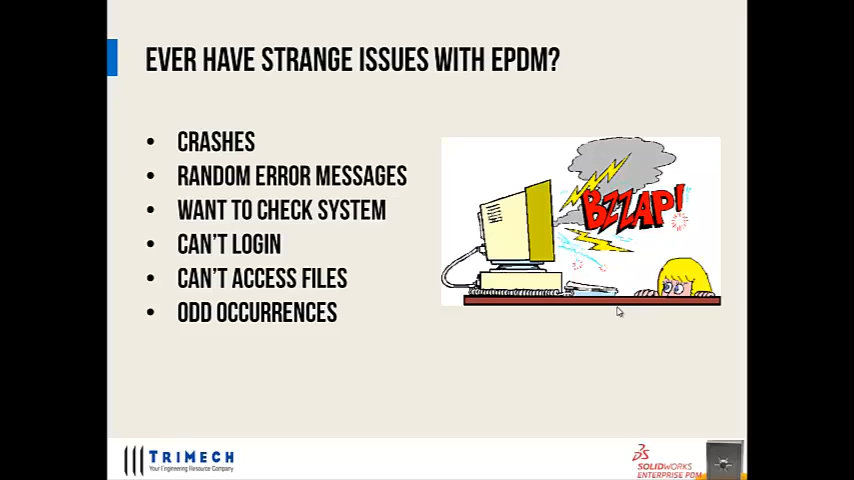 EVER HAVE STRANGE ISSUES WITH EPDM?
• CRASHES
• RANDOM ERROR MESSAGES
• WANT TO CHECK SYSTEM
• CAN'T LOGIN
• CAN'T ACCESS FILES
• ODD OCCURRENCES
BZZAP!
TRIMECH
Your Engineering Resource Company
SOLIDWORKS
ENTERPRISE PDM